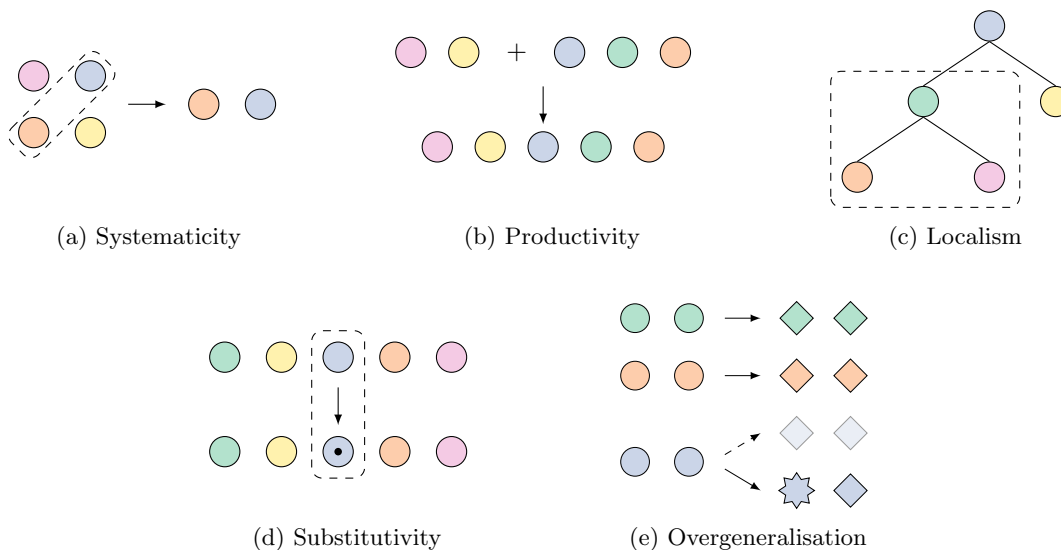 +
(a) Systematicity
(b) Productivity
(c) Localism
(d) Substitutivity
(e) Overgeneralisation